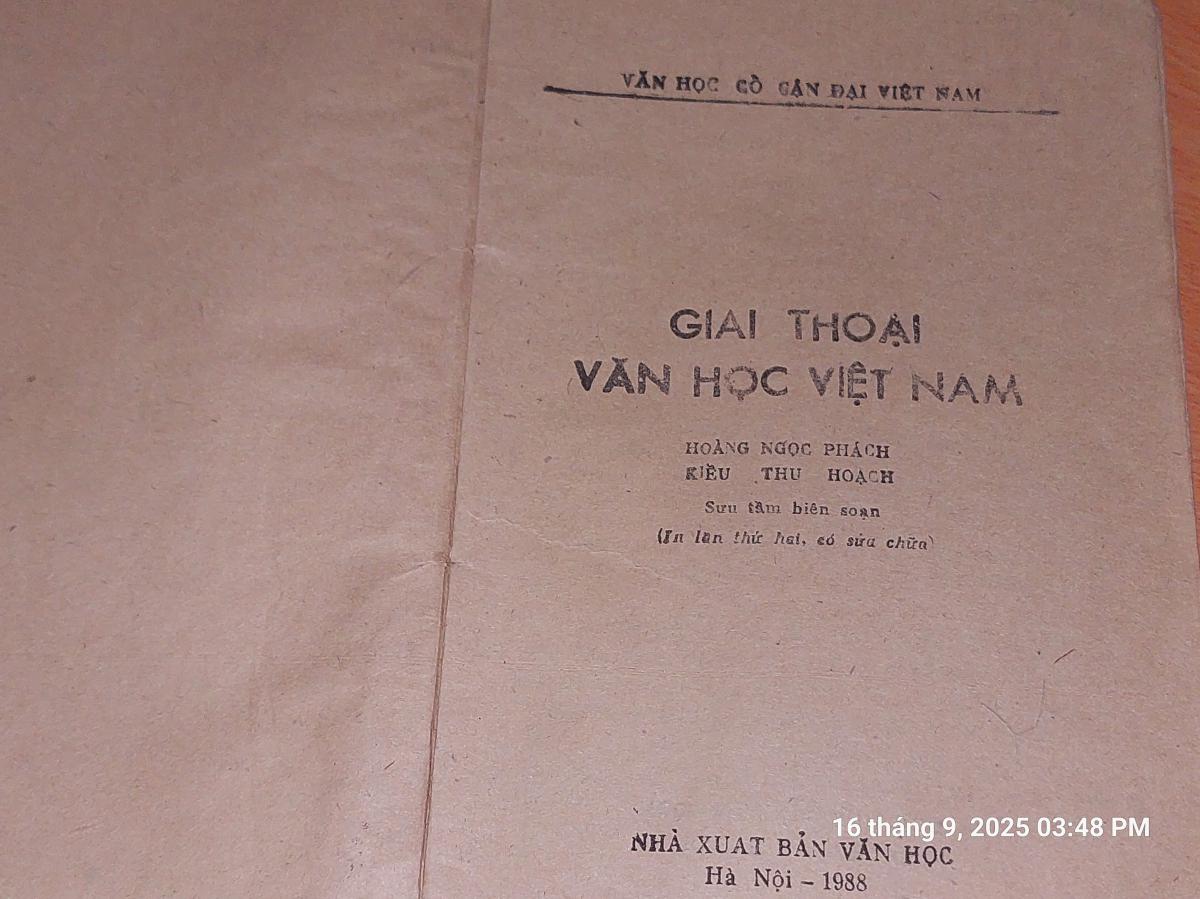 VĂN HỌC CỔ CẬN ĐẠI VIỆT NAM
GIAI THOẠI
VĂN HỌC VIỆT NAM
HOÀNG NGỌC PHÁCH
KIỀU THU HOẠCH
Sưu tầm biên soạn
(In lần thứ hai, có sửa chữa)
16 tháng 9, 2025 03:48 PM
NHÀ XUAT BẢN VĂN HỌC
Hà Nội – 1988